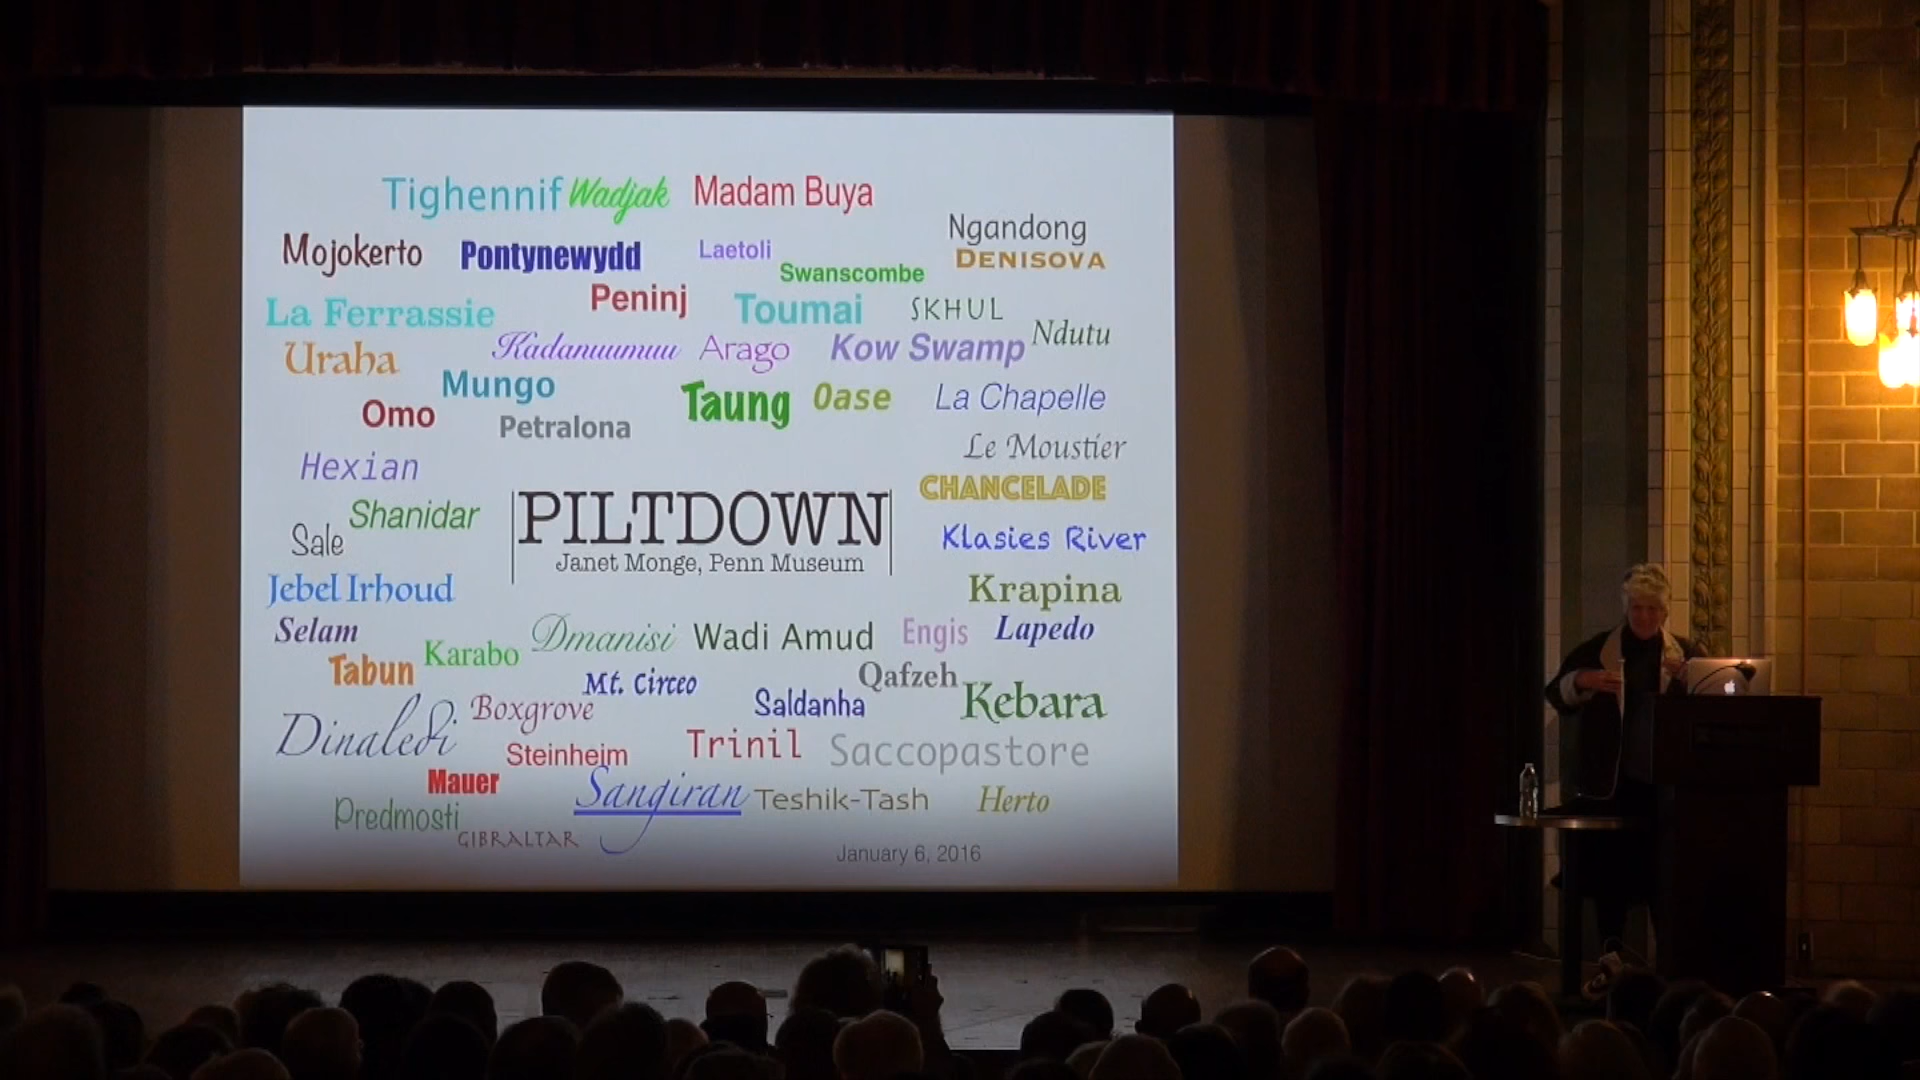 Tighennif Wadjak Madam Buya
Ngandong
Mojokerto Pontynewydd Laetoli
DENISOVA
Swanscombe
La Ferrassie Peninj Toumai SKHUL
Ndutu
Uraha Kadanuumuu Arago Kow Swamp
Mungo Taung Oase La Chapelle
Omo Petralona
Le Moustier
Hexian
CHANCELADE
Shanidar
PILTDOWN
Sale
Klasies River
Janet Monge, Penn Museum
Jebel Irhoud Krapina
Selam Dmanisi Wadi Amud Engis Lapedo
Tabun Karabo
Mt. Circeo Qafzeh
Dinaledi Boxgrove Saldanha Kebara
Steinheim Trinil Saccopastore
Mauer Sangiran Teshik-Tash Herto
Predmosti
GIBRALTAR
January 6, 2016